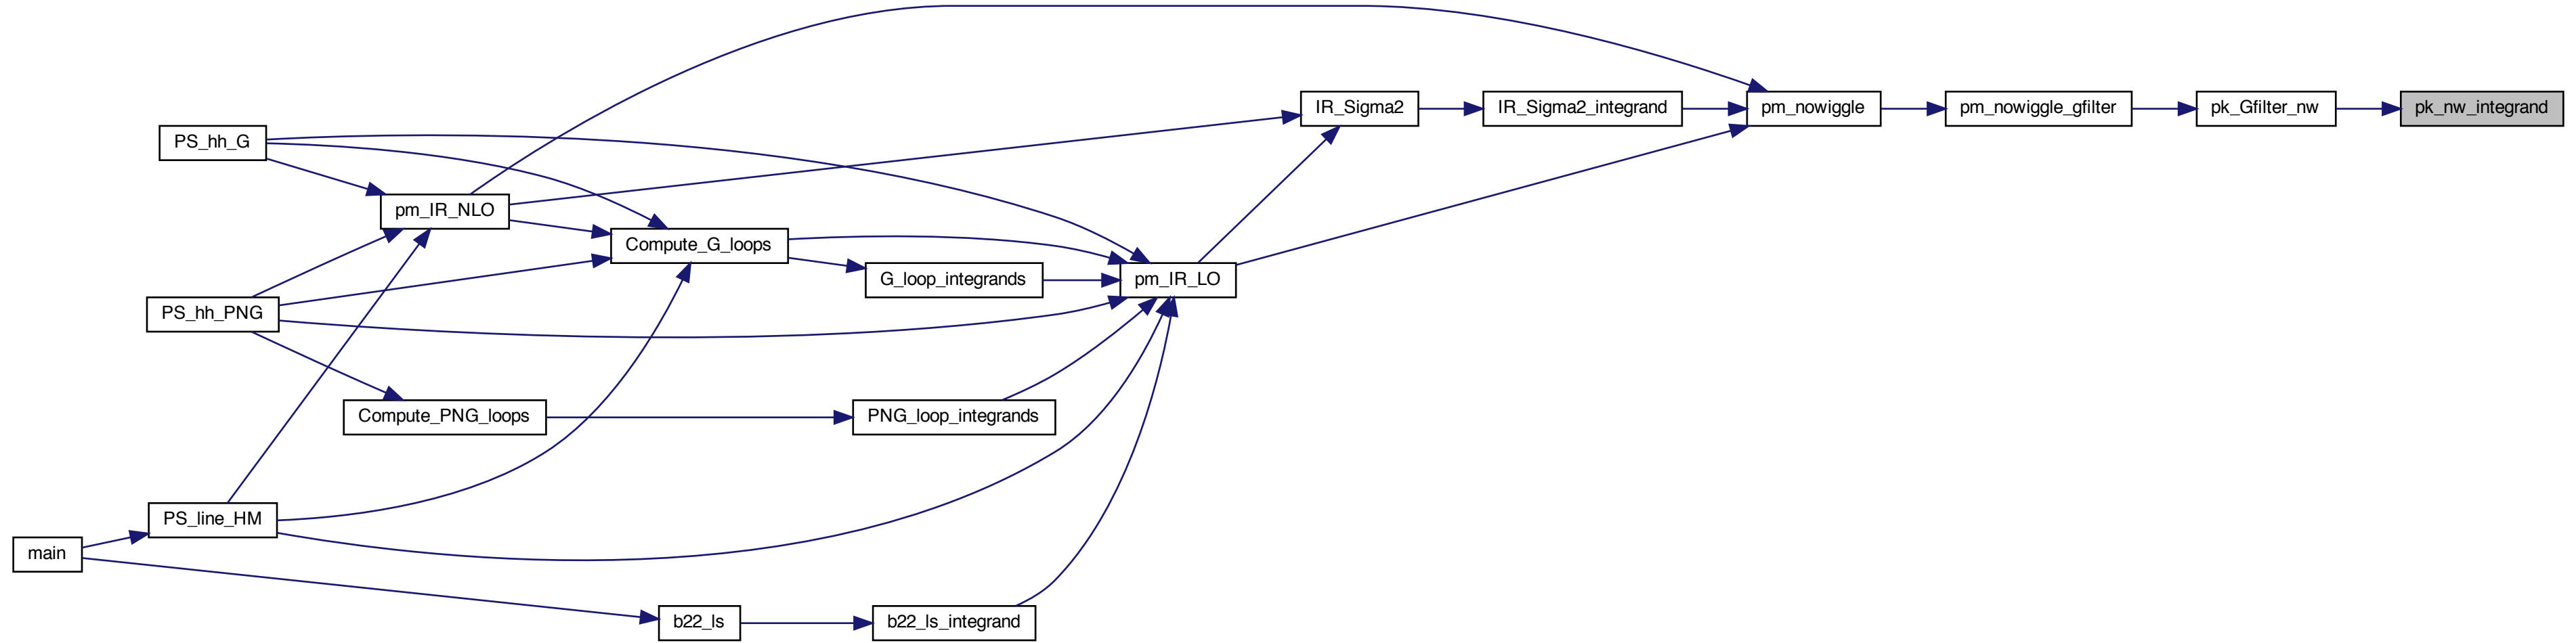 IR_Sigma2
IR_Sigma2_integrand
pm_nowiggle
pm_nowiggle_gfilter
pk_Gfilter_nw
pk_nw_integrand
PS_hh_G
pm_IR_NLO
Compute_G_loops
G_loop_integrands
pm_IR_LO
PS_hh_PNG
Compute_PNG_loops
PNG_loop_integrands
PS_line_HM
main
b22_ls
b22_ls_integrand